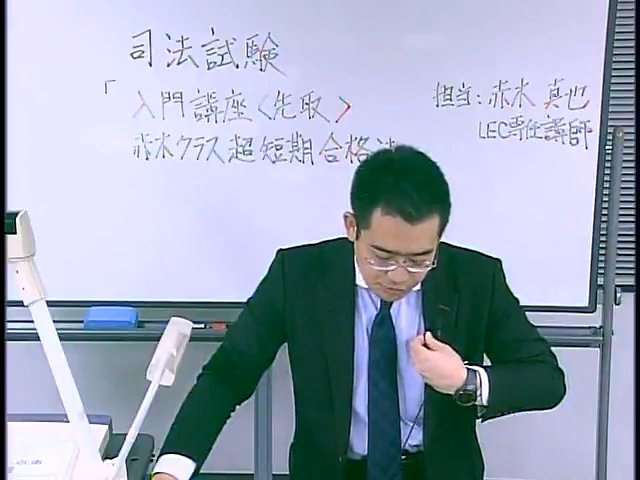 司法試験
「入門講座〈先取〉
赤木クラス超短期合格法
担当：赤木 真也
LEC専任講師